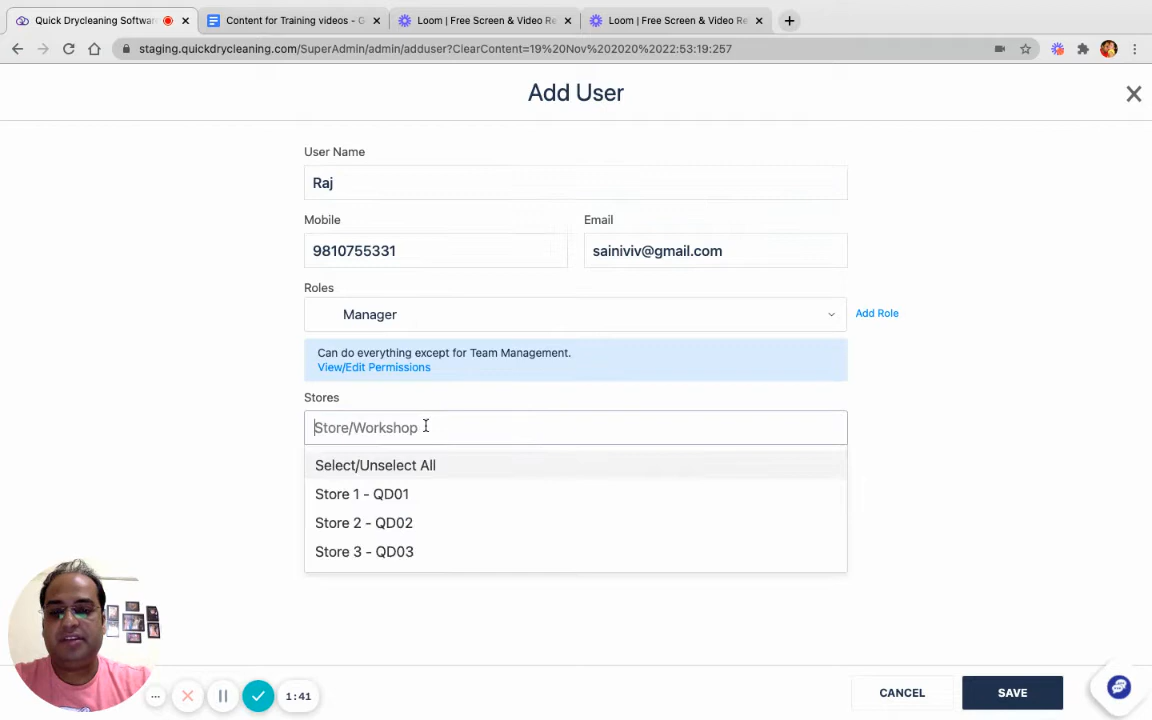 Quick Drycleaning Softwar
Content for Training videos - G
Loom | Free Screen & Video Re
Loom | Free Screen & Video Re
staging.quickdrycleaning.com/SuperAdmin/admin/adduser?ClearContent=19%20Nov%202020%2022:53:19:257
Add User
User Name
Raj
Mobile
Email
9810755331
sainiviv@gmail.com
Roles
Manager
Add Role
Can do everything except for Team Management.
View/Edit Permissions
Stores
Store/Workshop
Select/Unselect All
Store 1 - QD01
Store 2 - QD02
Store 3 - QD03
1:41
CANCEL
SAVE